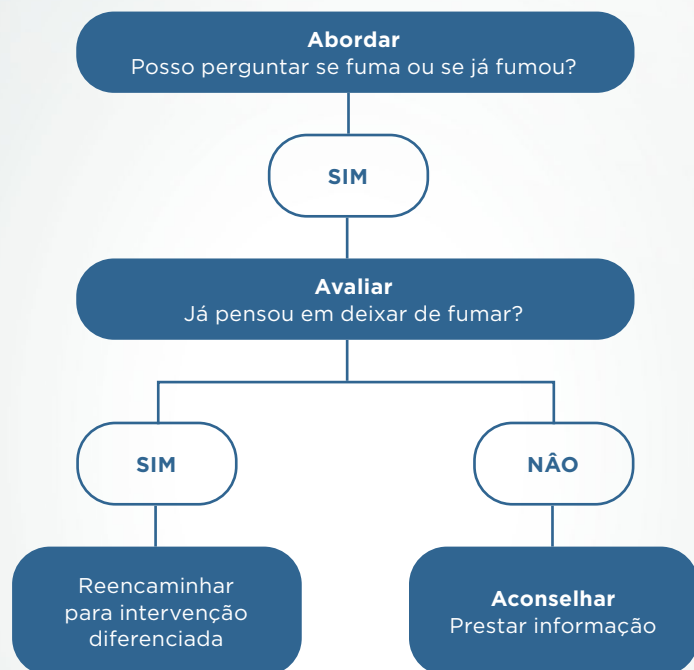 Abordar
Posso perguntar se fuma ou se já fumou?
SIM
Avaliar
Já pensou em deixar de fumar?
SIM
NÂO
Reencaminhar
para intervenção
diferenciada
Aconselhar
Prestar informação